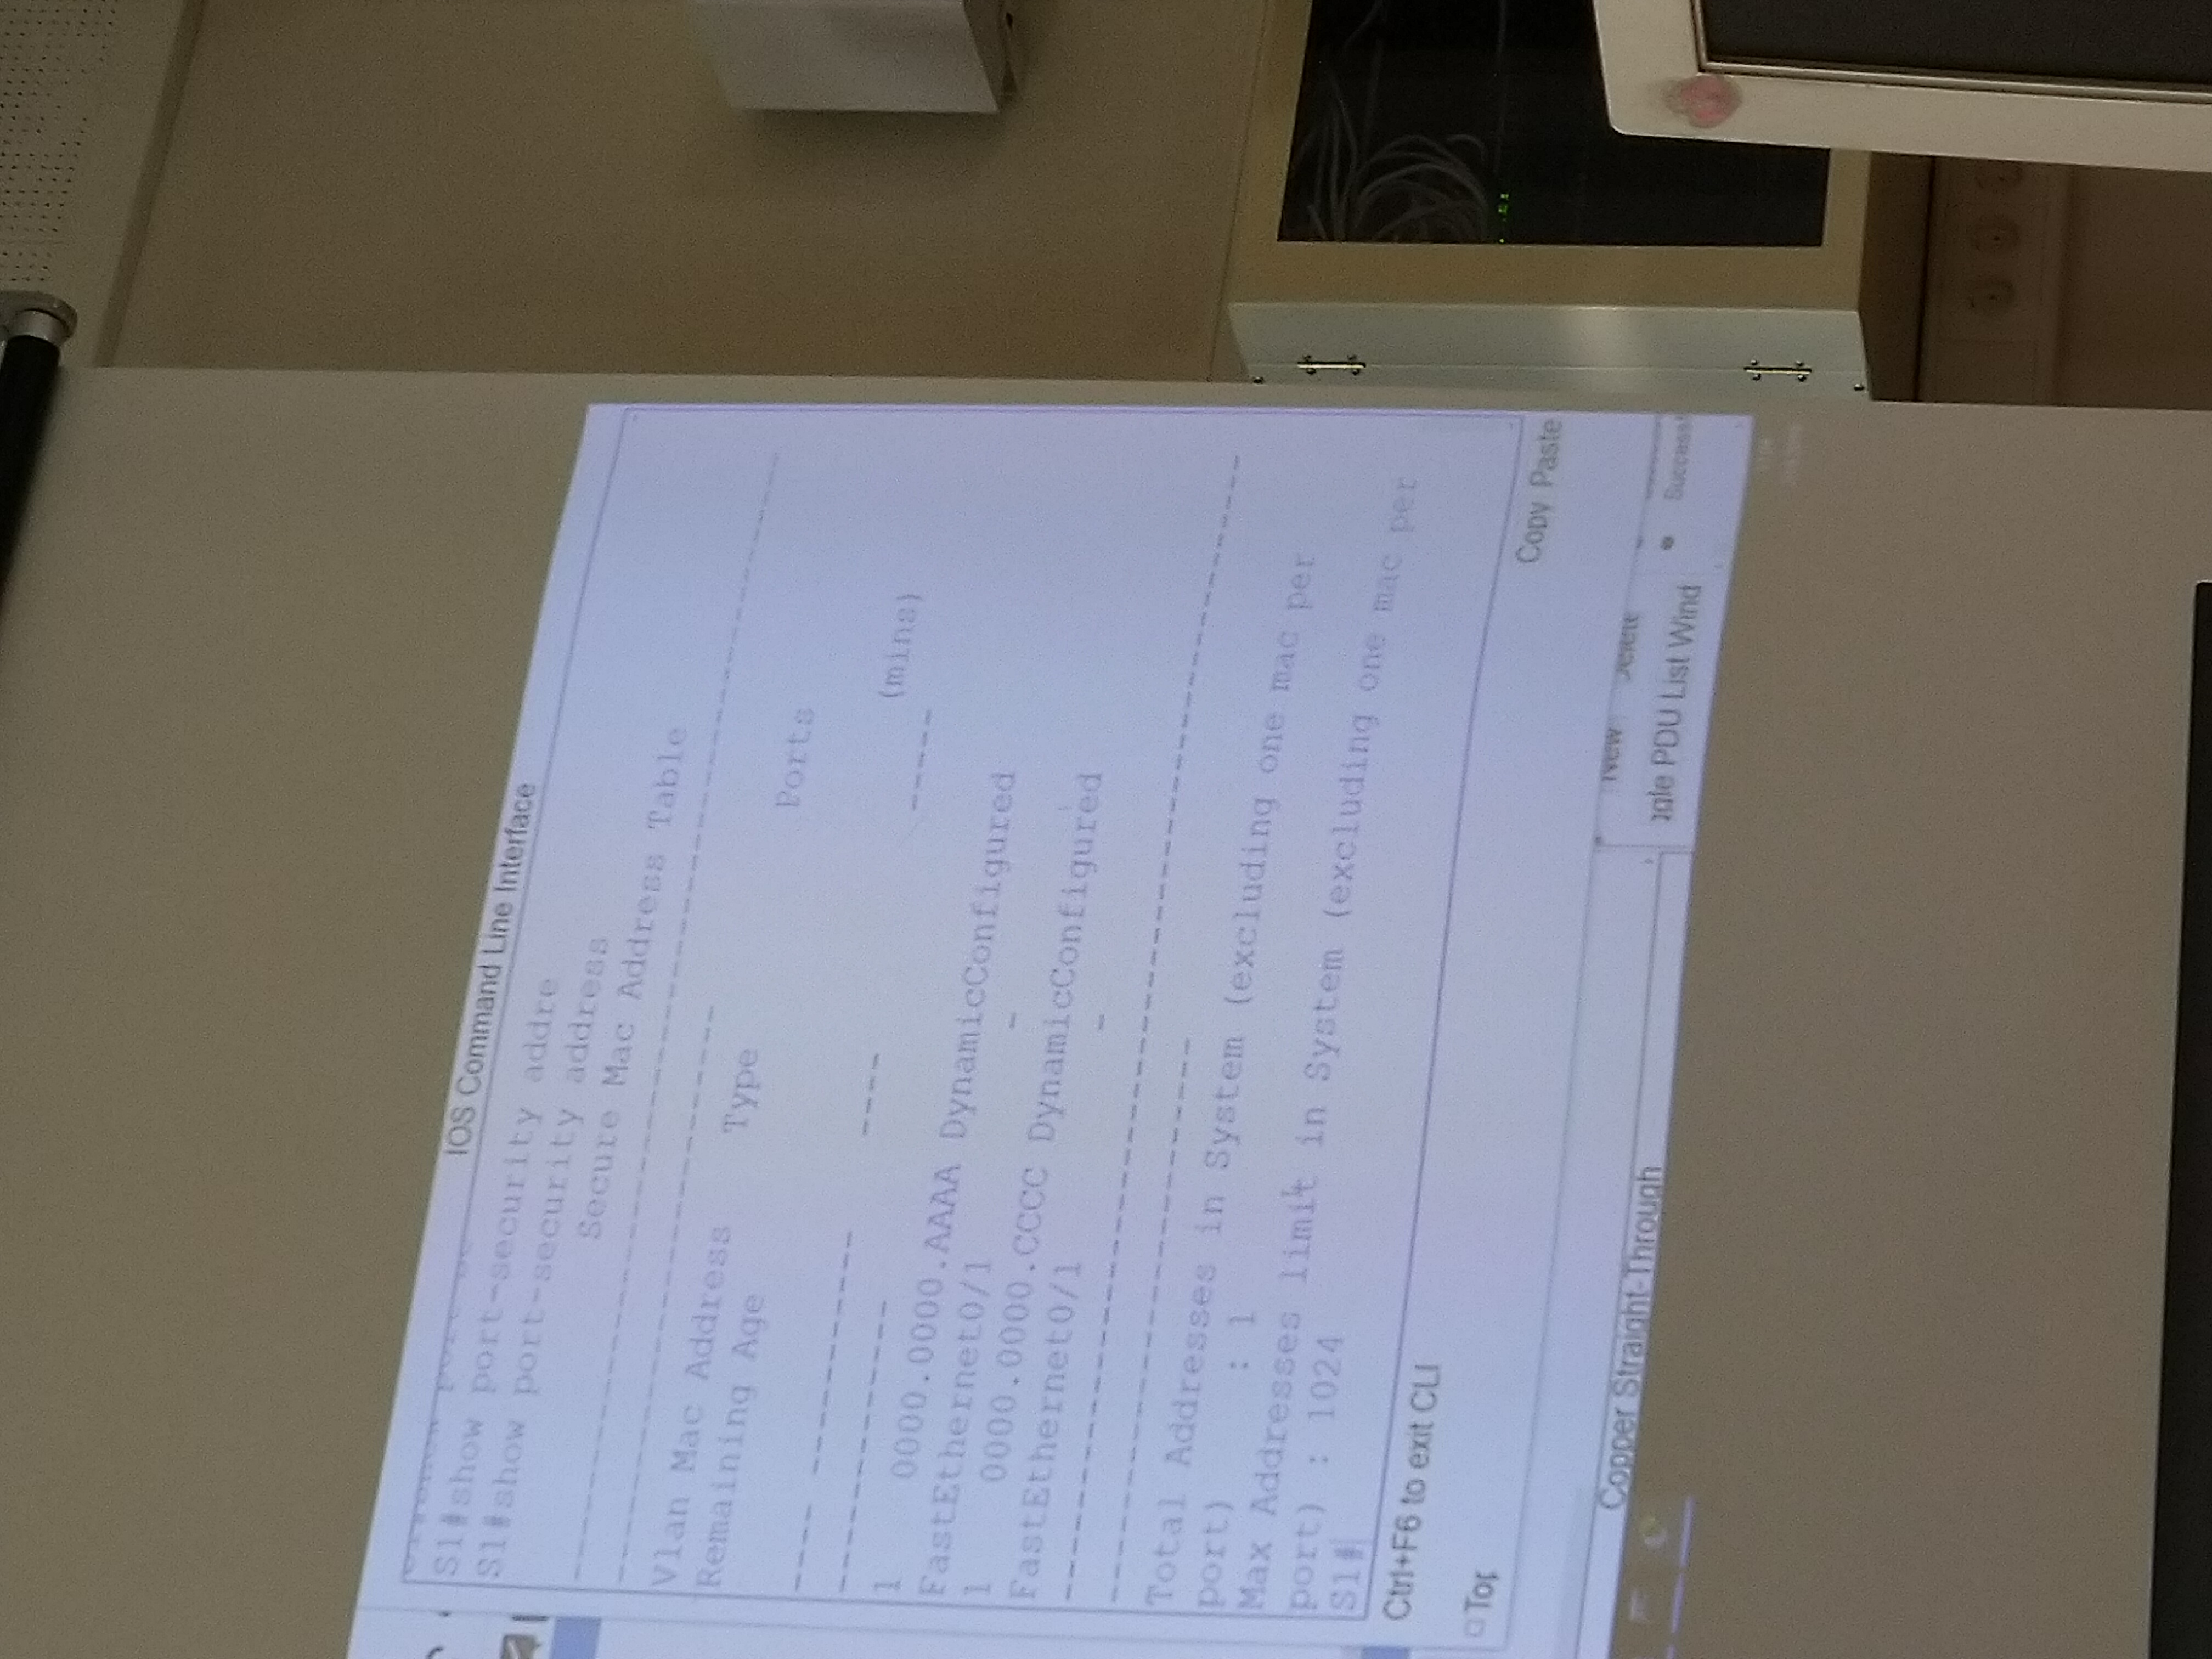 IOS Command Line Interface
S1#show port-security addre
S1#show port-security address
Secure Mac Address Table
--------------------------------------------------------------------------------
Vlan Mac Address Type Ports
Remaining Age
(mins)
---- ----------- ---- -----
-------------
1 0000.0000.AAAA DynamicConfigured
FastEthernet0/1 -
1 0000.0000.CCCC DynamicConfigured
FastEthernet0/1 -
--------------------------------------------------------------------------------
Total Addresses in System (excluding one mac per
port) : 1
Max Addresses limit in System (excluding one mac per
port) : 1024
S1#
Ctrl+F6 to exit CLI
Copy Paste
Top
New Delete
Copper Straight-Through
PDU List Wind